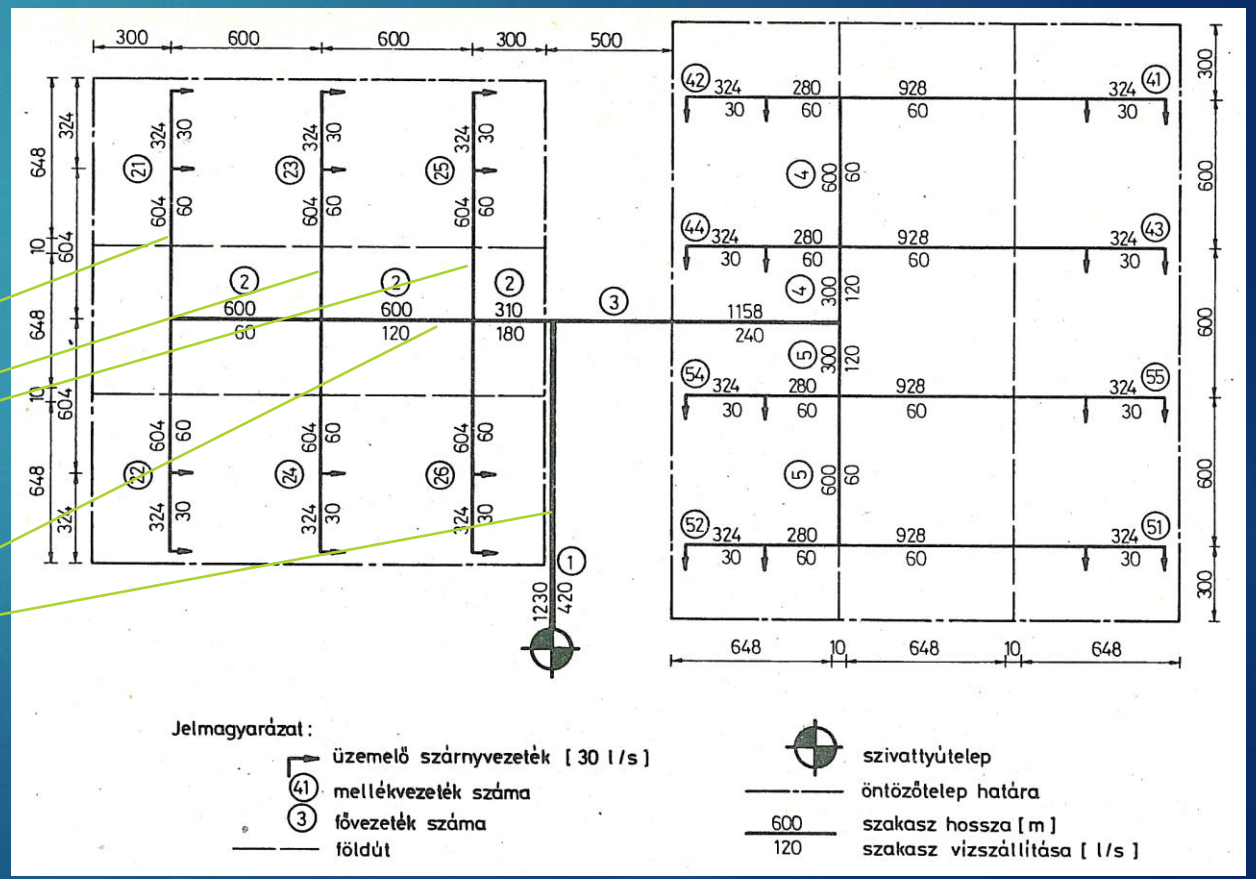 300 600 600 300 500
324
648
10
604
648
10
604
648
324
324 30
324 30
324 30
21 23 25
604 60
604 60
604 60
2 2 2 3
600 600 310
60 120 180
604 60
604 60
604 60
22 24 26
324 30
324 30
324 30
1
1230 420
42 324 280 928 324 41
30 60 60 30
4 600 60
44 324 280 928 324 43
30 60 60 30
4 300 120
1158
240
5 300 120
54 324 280 928 324 55
30 60 60 30
5 600 60
52 324 280 928 324 51
30 60 60 30
300
600
600
600
300
648 10 648 10 648
Jelmagyarázat:
üzemelő szárnyvezeték [30 l/s]
41 mellékvezeték száma
3 fővezeték száma
földút
szivattyútelep
öntözőtelep határa
600 szakasz hossza [m]
120 szakasz vízszállítása [l/s]